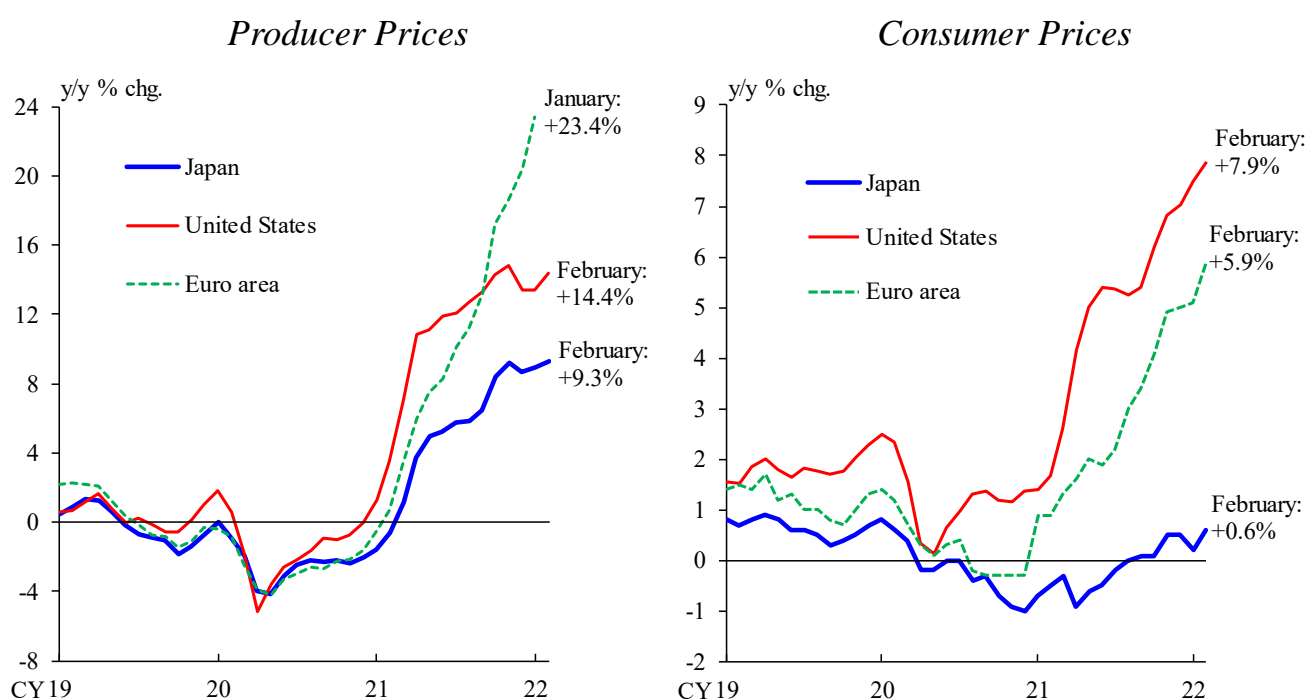 Producer Prices
y/y % chg.
24
20
16
12
8
4
0
-4
-8
Japan
United States
Euro area
January:
+23.4%
February:
+14.4%
February:
+9.3%
CY19
20
21
22
Consumer Prices
y/y % chg.
9
8
7
6
5
4
3
2
1
0
-1
-2
Japan
United States
Euro area
February:
+7.9%
February:
+5.9%
February:
+0.6%
CY19
20
21
22